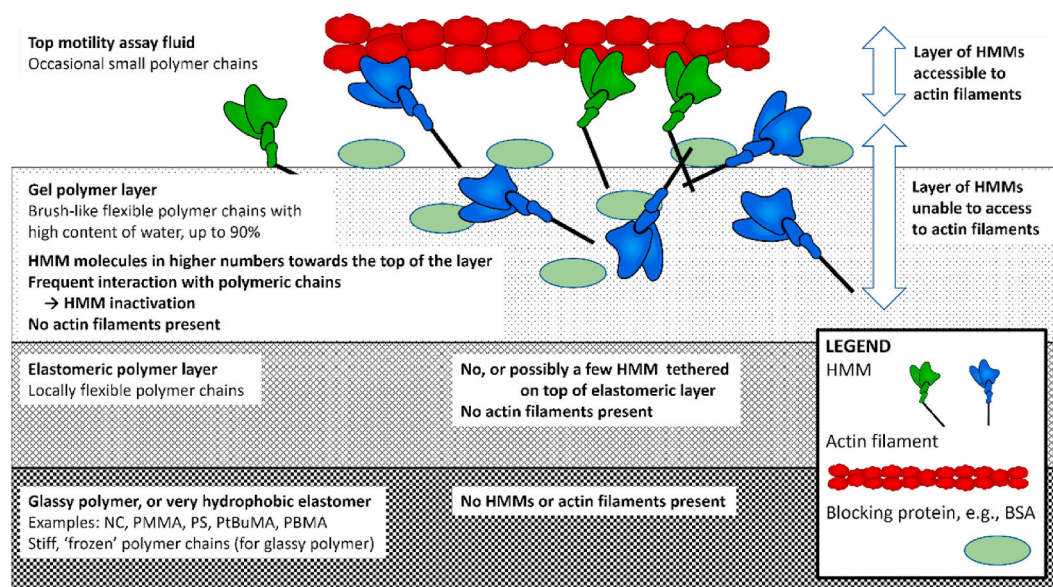 Top motility assay fluid
Occasional small polymer chains
Layer of HMMs
accessible to
actin filaments
Gel polymer layer
Brush-like flexible polymer chains with
high content of water, up to 90%
HMM molecules in higher numbers towards the top of the layer
Frequent interaction with polymeric chains
→ HMM inactivation
No actin filaments present
Layer of HMMs
unable to access
to actin filaments
Elastomeric polymer layer
Locally flexible polymer chains
No, or possibly a few HMM tethered
on top of elastomeric layer
No actin filaments present
Glassy polymer, or very hydrophobic elastomer
Examples: NC, PMMA, PS, PtBuMA, PBMA
Stiff, 'frozen' polymer chains (for glassy polymer)
No HMMs or actin filaments present
LEGEND
HMM
Actin filament
Blocking protein, e.g., BSA